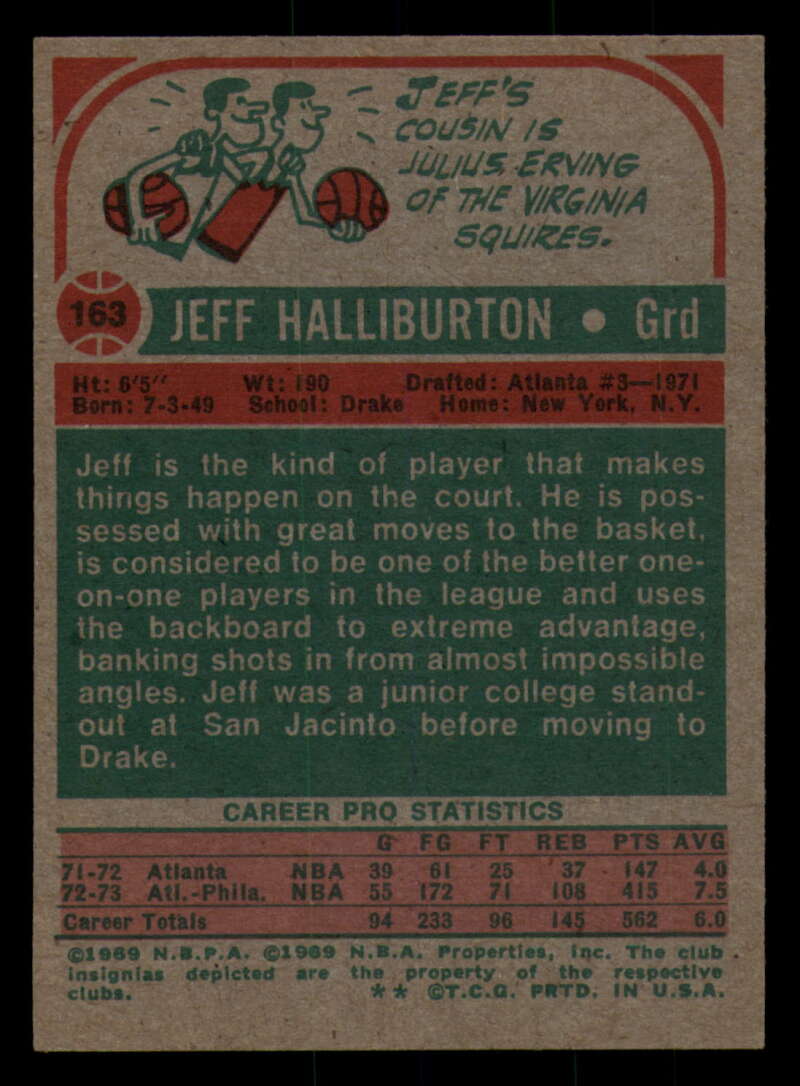 JEFF'S
COUSIN IS
JULIUS ERVING
OF THE VIRGINIA
SQUIRES.
163 JEFF HALLIBURTON • Grd
Ht: 6'5" Wt: 190 Drafted: Atlanta #3—1971
Born: 7-3-49 School: Drake Home: New York, N.Y.
Jeff is the kind of player that makes
things happen on the court. He is pos-
sessed with great moves to the basket,
is considered to be one of the better one-
on-one players in the league and uses
the backboard to extreme advantage,
banking shots in from almost impossible
angles. Jeff was a junior college stand-
out at San Jacinto before moving to
Drake.
CAREER PRO STATISTICS
G FG FT REB PTS AVG
71-72 Atlanta NBA 39 61 25 37 147 4.0
72-73 Atl.-Phila. NBA 55 172 71 108 415 7.5
Career Totals 94 233 96 145 562 6.0
©1969 N.B.P.A. ©1969 N.B.A. Properties, Inc. The club
insignias depicted are the property of the respective
clubs. ** ©T.C.G. PRTD. IN U.S.A.